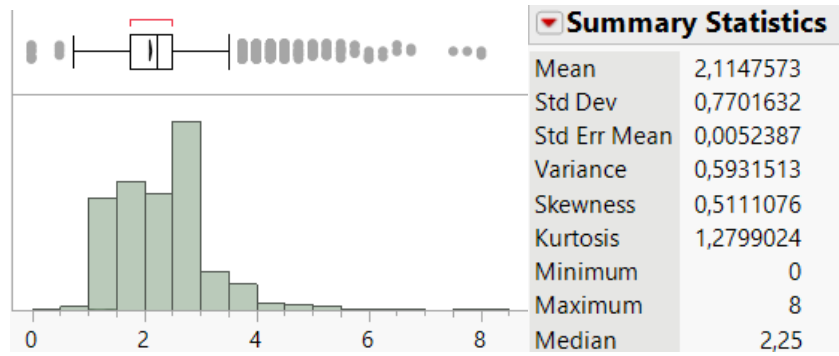 Summary Statistics
Mean 2,1147573
Std Dev 0,7701632
Std Err Mean 0,0052387
Variance 0,5931513
Skewness 0,5111076
Kurtosis 1,2799024
Minimum 0
Maximum 8
Median 2,25
0 2 4 6 8